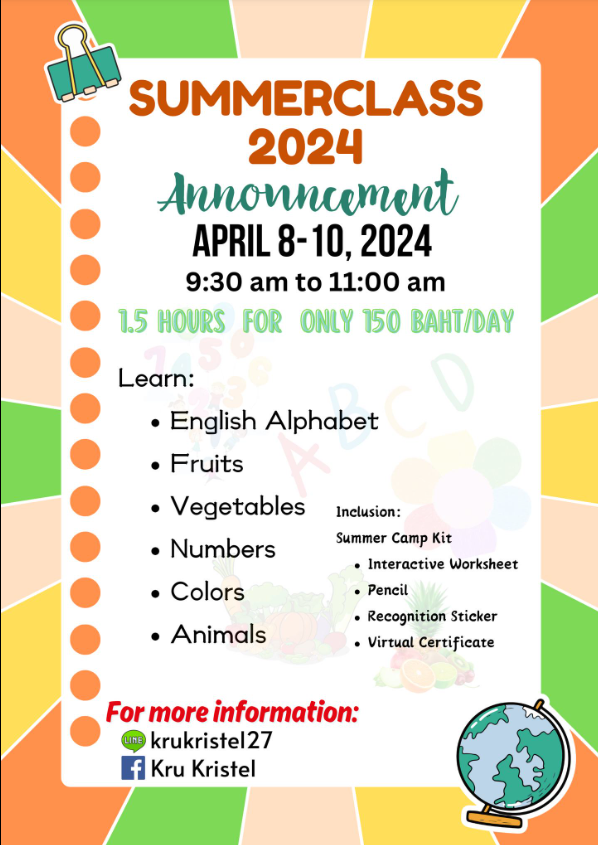 SUMMERCLASS
2024
Announcement
APRIL 8-10, 2024
9:30 am to 11:00 am
1.5 HOURS FOR ONLY 150 BAHT/DAY
Learn:
• English Alphabet
• Fruits
• Vegetables
• Numbers
• Colors
• Animals
A B C D
Inclusion:
Summer Camp Kit
• Interactive Worksheet
• Pencil
• Recognition Sticker
• Virtual Certificate
For more information:
LINE krukristel27
f Kru Kristel